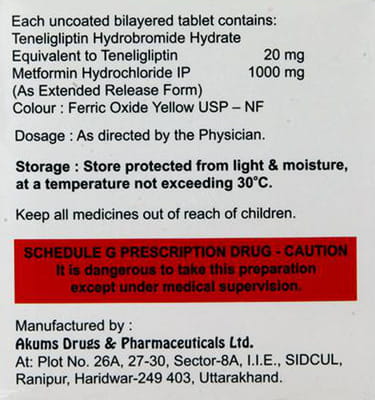 Each uncoated bilayered tablet contains:
Teneligliptin Hydrobromide Hydrate
Equivalent to Teneligliptin 20 mg
Metformin Hydrochloride IP 1000 mg
(As Extended Release Form)
Colour : Ferric Oxide Yellow USP – NF
Dosage : As directed by the Physician.
Storage : Store protected from light & moisture,
at a temperature not exceeding 30°C.
Keep all medicines out of reach of children.
SCHEDULE G PRESCRIPTION DRUG - CAUTION
It is dangerous to take this preparation
except under medical supervision.
Manufactured by :
Akums Drugs & Pharmaceuticals Ltd.
At: Plot No. 26A, 27-30, Sector-8A, I.I.E., SIDCUL,
Ranipur, Haridwar-249 403, Uttarakhand.